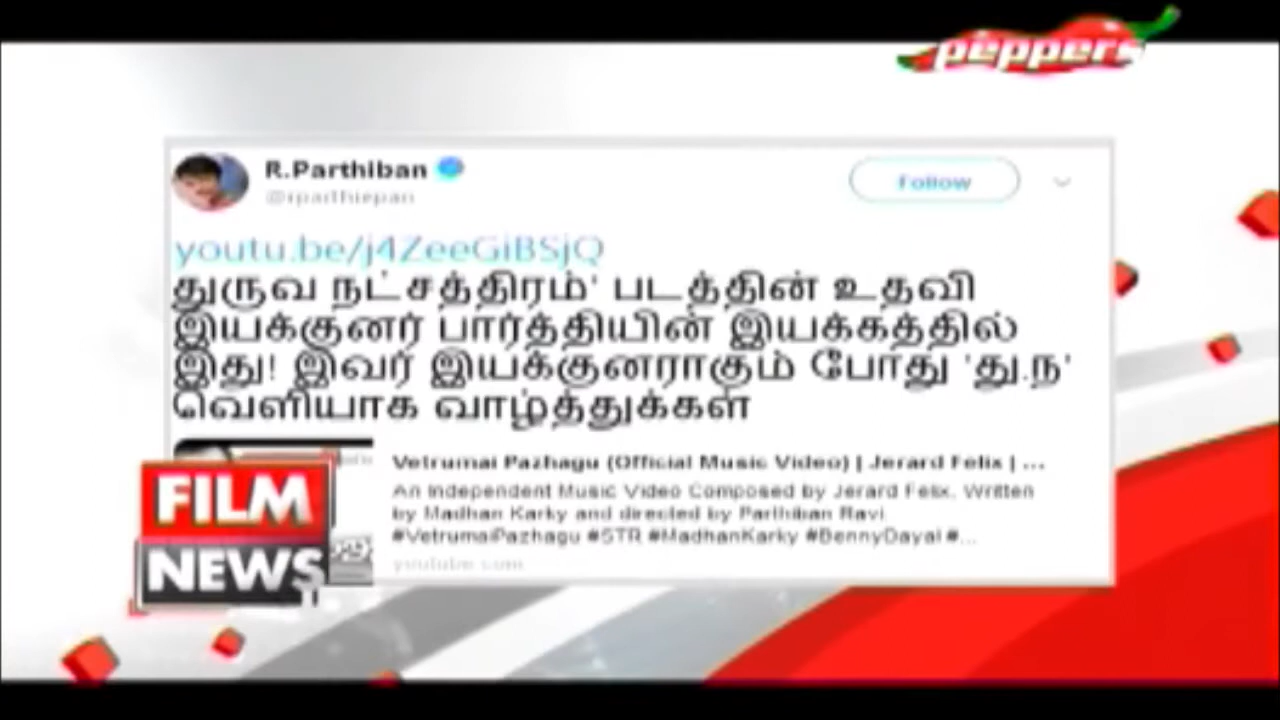 peppers
R.Parthiban
@rparthiepan
Follow
youtu.be/j4ZeeGiBSjQ
துருவ நட்சத்திரம்' படத்தின் உதவி
இயக்குனர் பார்த்தியின் இயக்கத்தில்
இது! இவர் இயக்குனராகும் போது 'து.ந'
வெளியாக வாழ்த்துக்கள்
Vetrumai Pazhagu (Official Music Video) | Jerard Felix | ...
An Independent Music Video Composed by Jerard Felix, Written
by Madhan Karky and directed by Parthiban Ravi
#VetrumaiPazhagu #STR #MadhanKarky #BennyDayal #...
youtube.com
FILM
NEWS